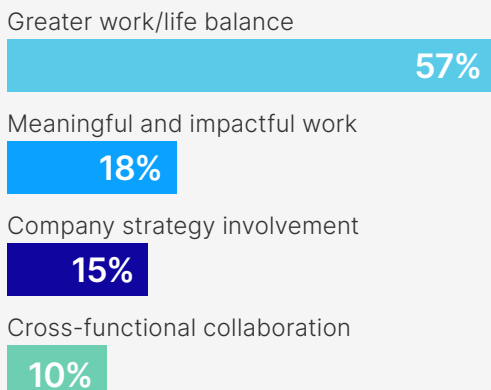 Greater work/life balance
57%
Meaningful and impactful work
18%
Company strategy involvement
15%
Cross-functional collaboration
10%